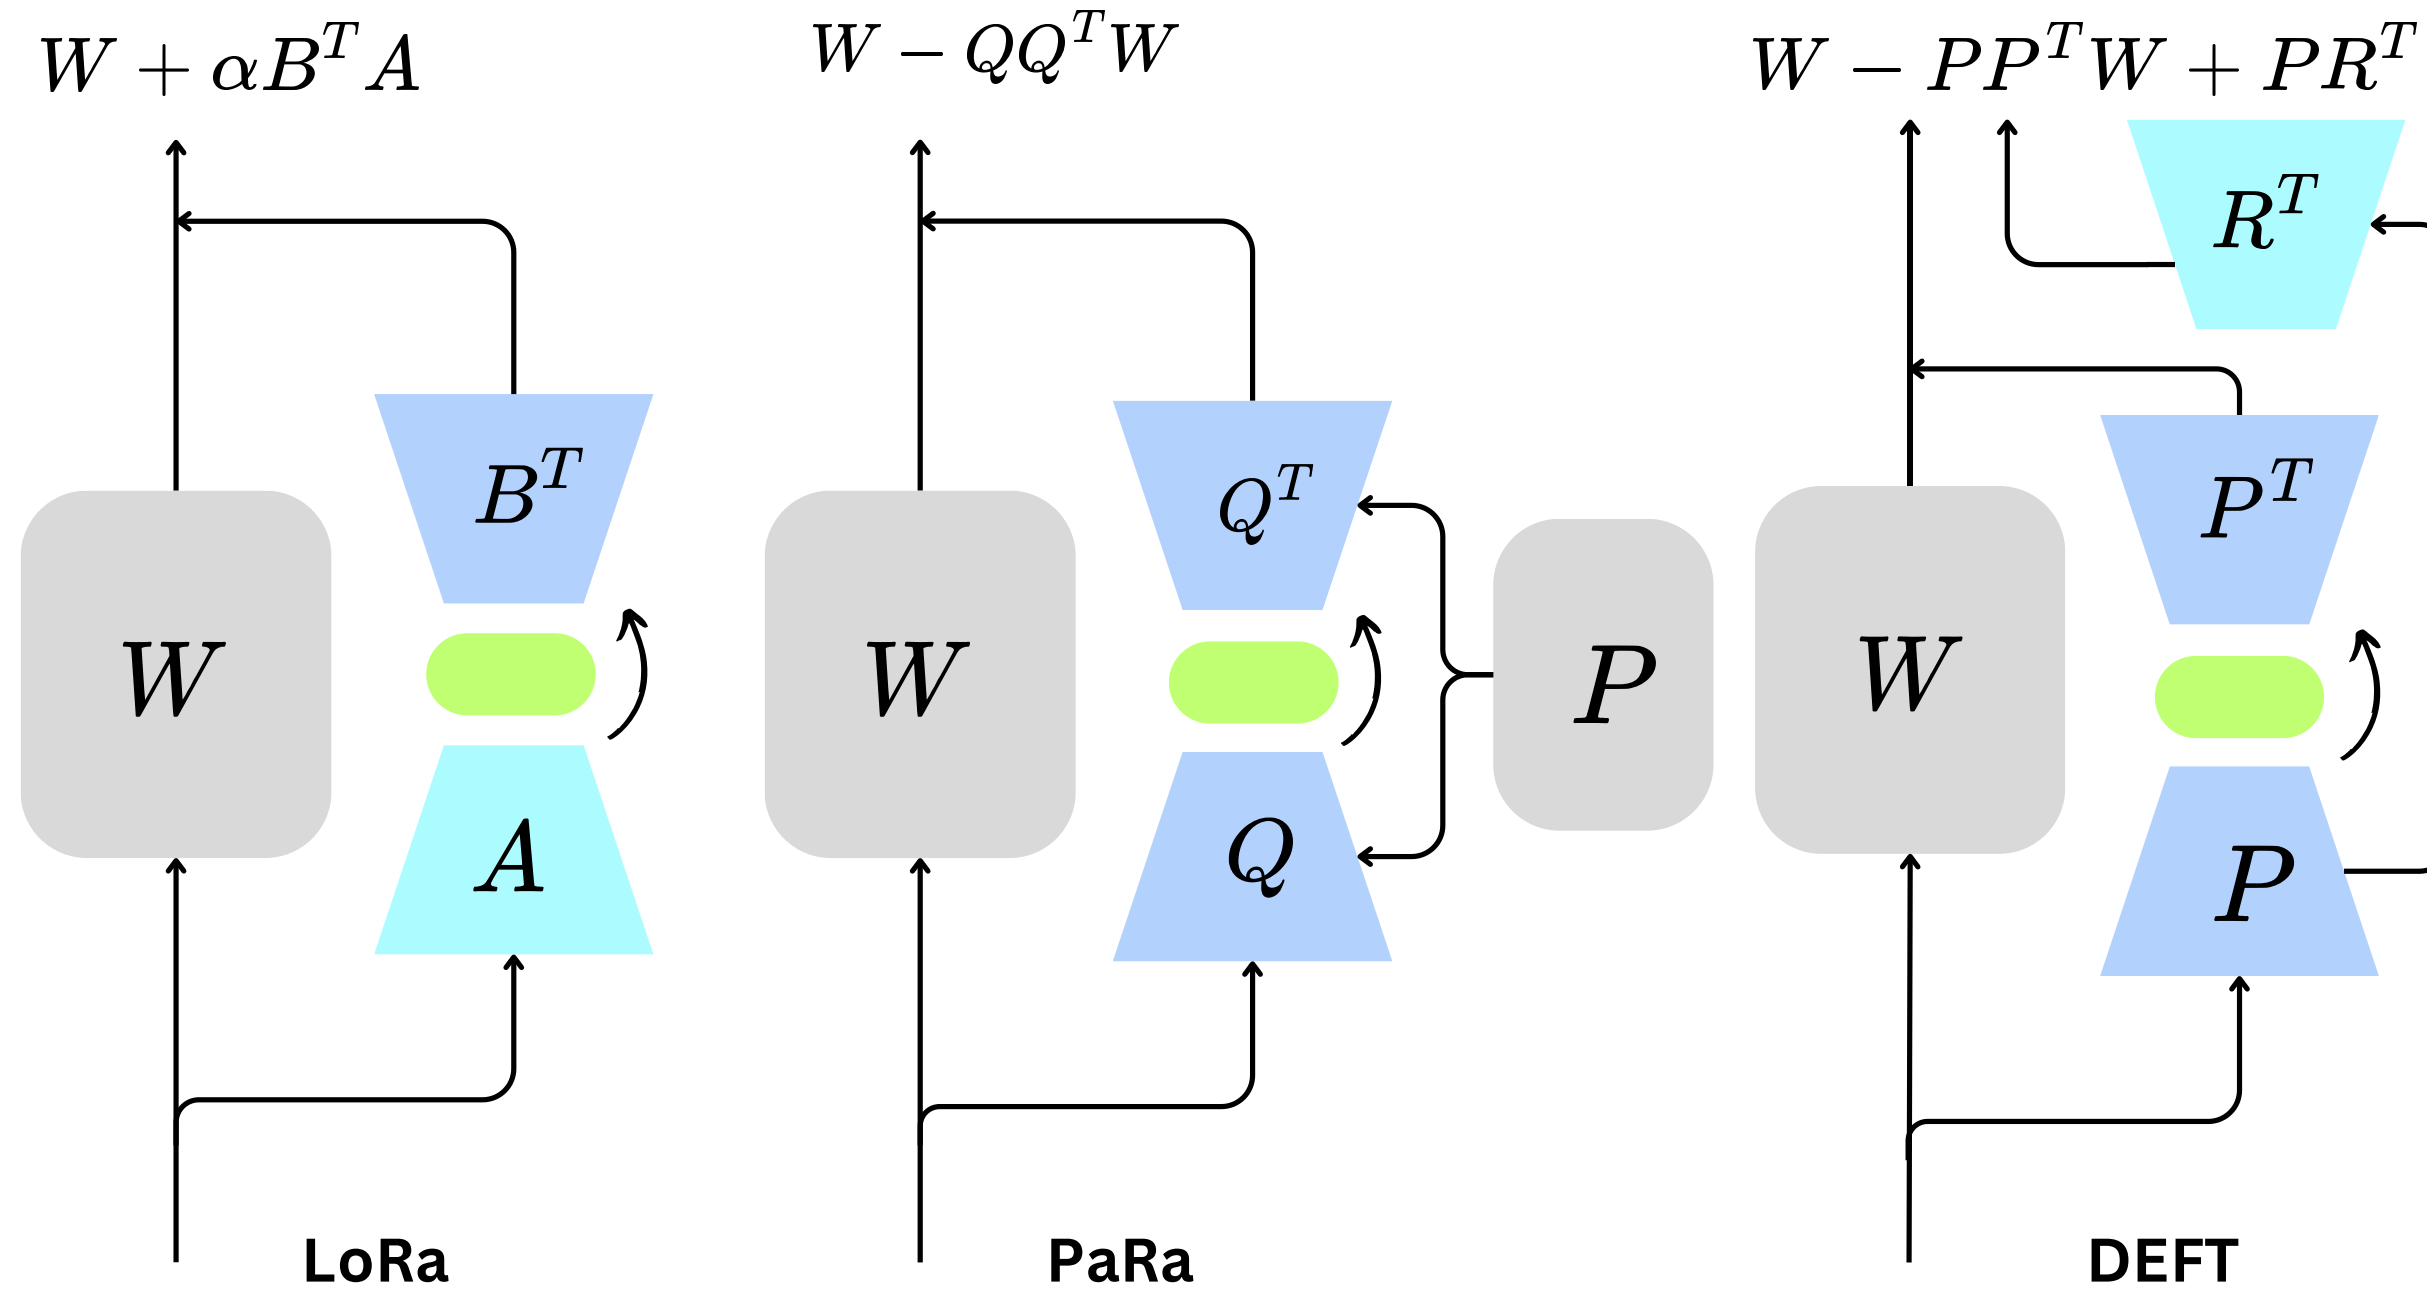 W + αB^T A
W − QQ^T W
W − PP^T W + PR^T
R^T
B^T
Q^T
P^T
W
W
P
W
A
Q
P
LoRa
PaRa
DEFT